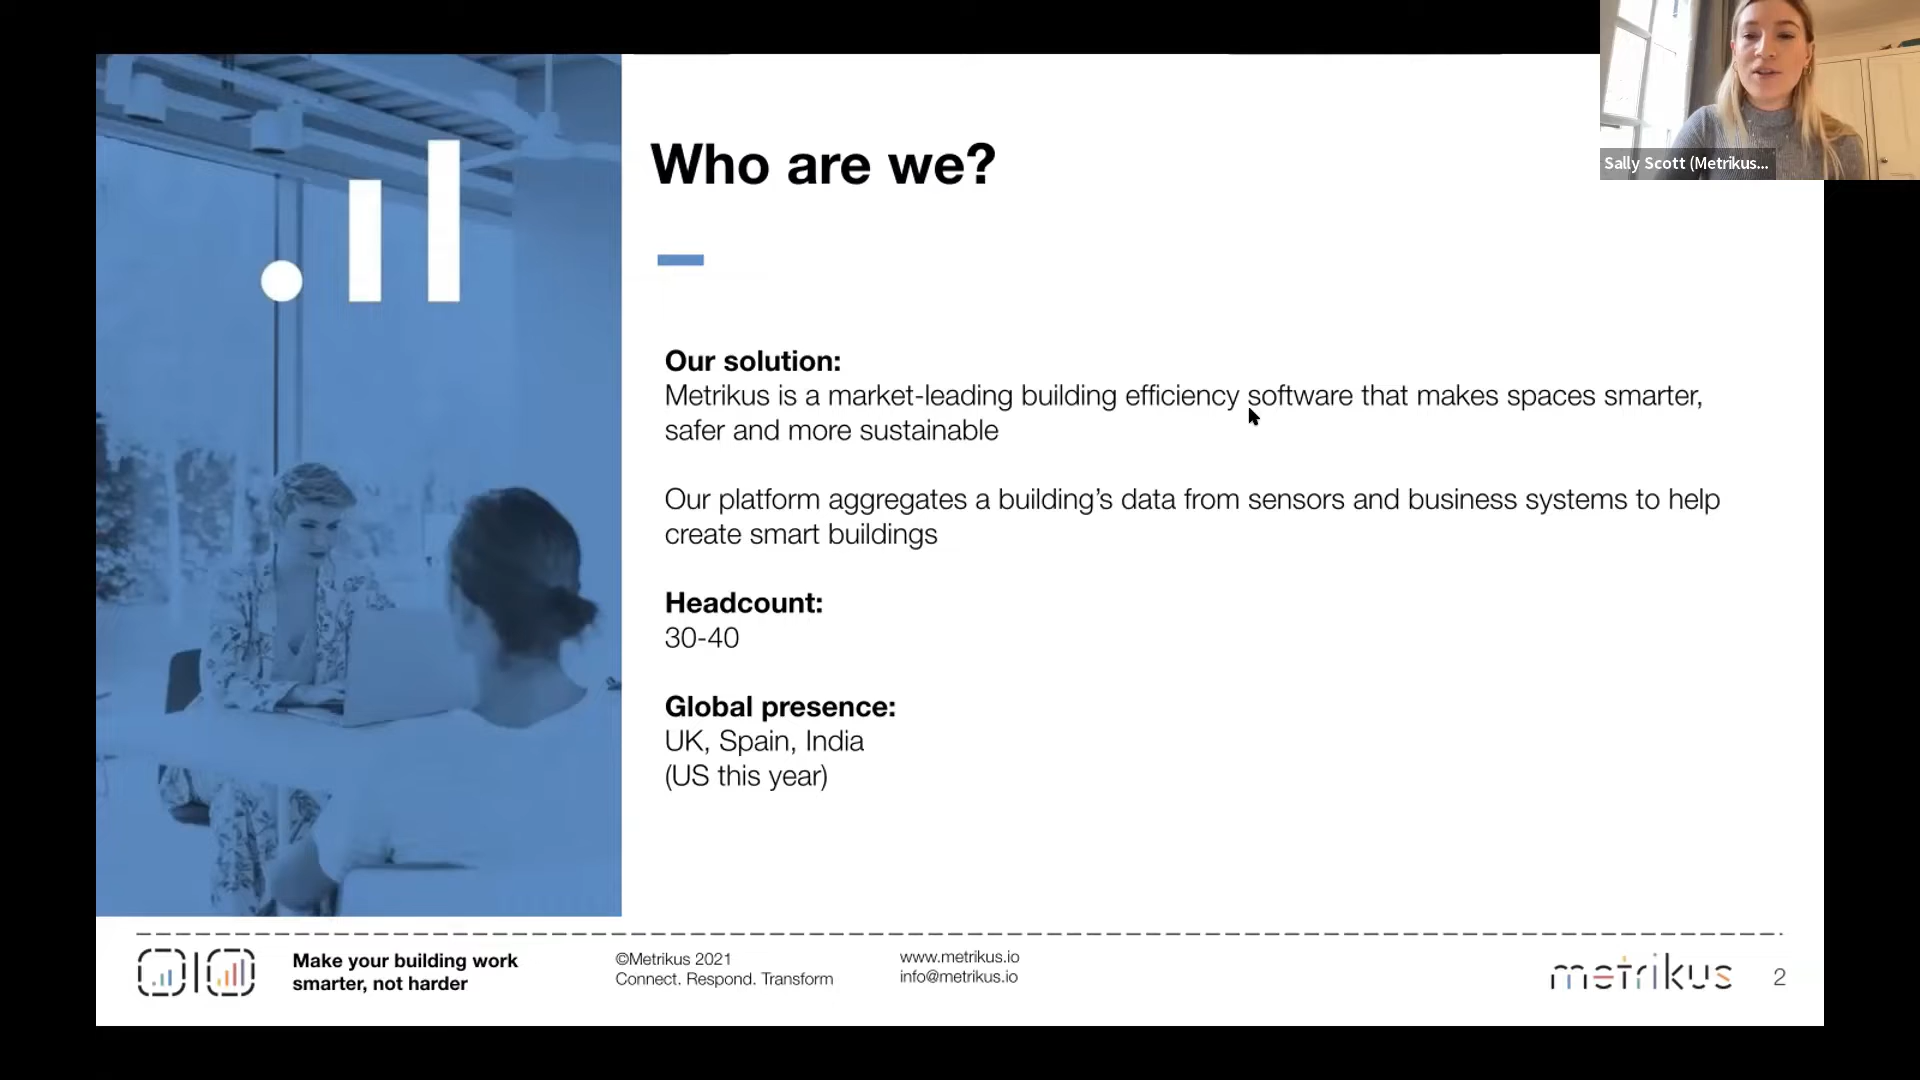 Sally Scott (Metrikus...
Who are we?
Our solution:
Metrikus is a market-leading building efficiency software that makes spaces smarter,
safer and more sustainable
Our platform aggregates a building’s data from sensors and business systems to help
create smart buildings
Headcount:
30-40
Global presence:
UK, Spain, India
(US this year)
Make your building work
smarter, not harder
©Metrikus 2021
Connect. Respond. Transform
www.metrikus.io
info@metrikus.io
metrikus
2